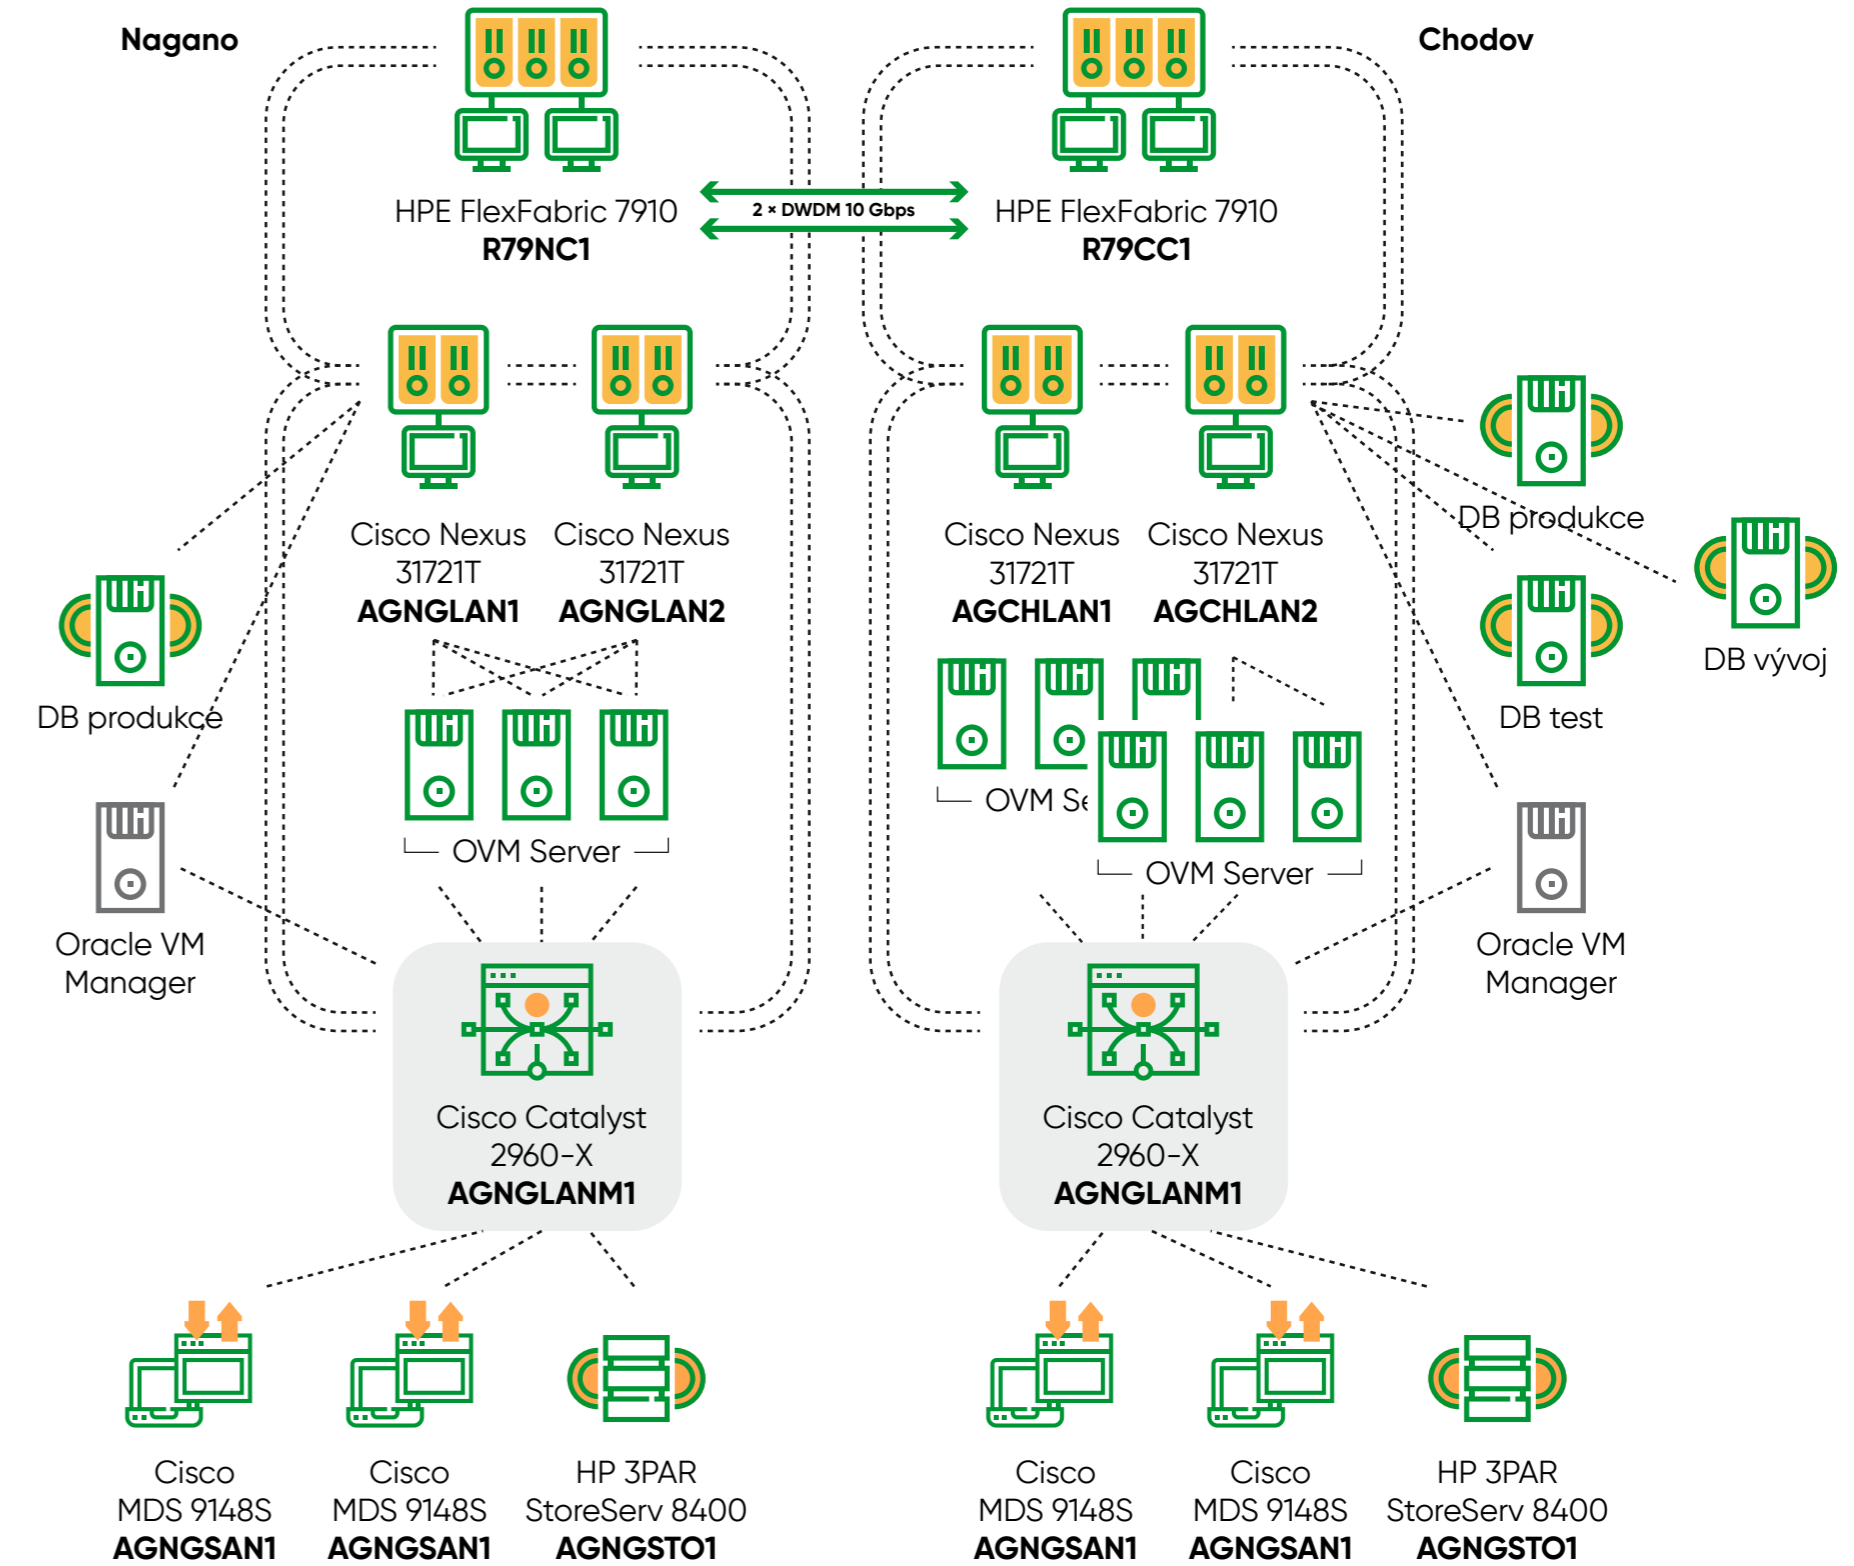 Nagano
Chodov
HPE FlexFabric 7910
R79NC1
2 × DWDM 10 Gbps
HPE FlexFabric 7910
R79CC1
Cisco Nexus
31721T
AGNGLAN1
Cisco Nexus
31721T
AGNGLAN2
Cisco Nexus
31721T
AGCHLAN1
Cisco Nexus
31721T
AGCHLAN2
DB produkce
DB vývoj
DB produkce
DB test
OVM Server
OVM Se
OVM Server
Oracle VM
Manager
Oracle VM
Manager
Cisco Catalyst
2960-X
AGNGLANM1
Cisco Catalyst
2960-X
AGNGLANM1
Cisco
MDS 9148S
AGNGSAN1
Cisco
MDS 9148S
AGNGSAN1
HP 3PAR
StoreServ 8400
AGNGSTO1
Cisco
MDS 9148S
AGNGSAN1
Cisco
MDS 9148S
AGNGSAN1
HP 3PAR
StoreServ 8400
AGNGSTO1